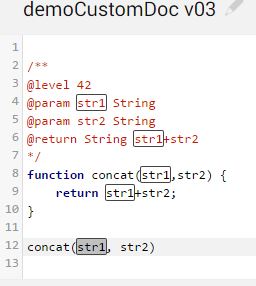 demoCustomDoc v03
1
2 /**
3 @level 42
4 @param str1 String
5 @param str2 String
6 @return String str1+str2
7 */
8 function concat(str1,str2) {
9 return str1+str2;
10 }
11
12 concat(str1, str2)
13